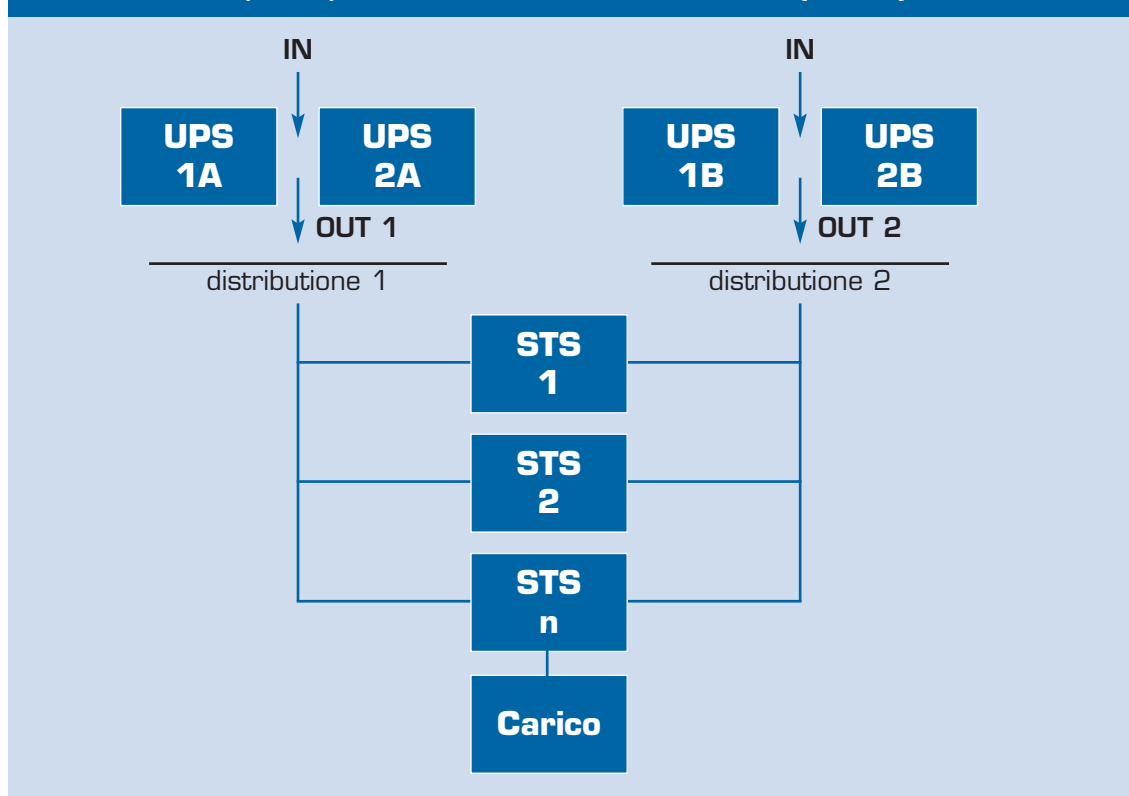 IN IN
UPS 1A UPS 2A UPS 1B UPS 2B
OUT 1 OUT 2
distributione 1 distributione 2
STS
1
STS
2
STS
n
Carico